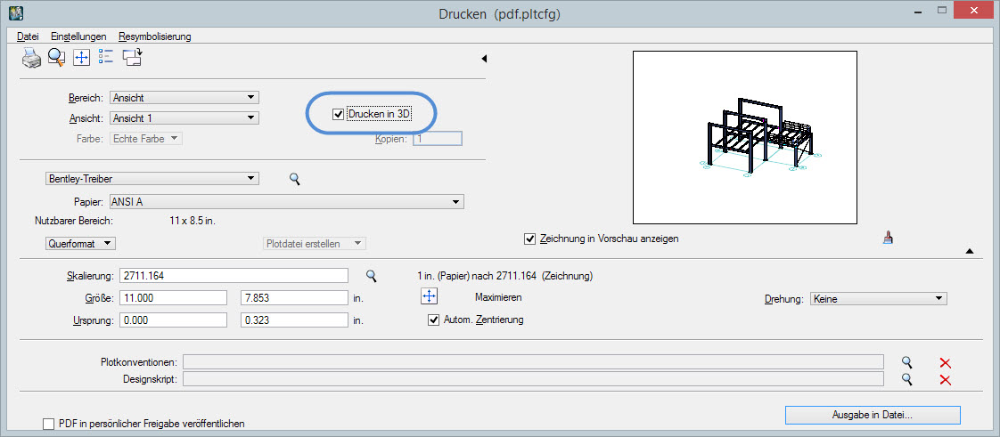 Drucken (pdf.pltcfg)
Datei Einstellungen Resymbolisierung
Bereich: Ansicht
Drucken in 3D
Ansicht: Ansicht 1
Farbe: Echte Farbe
Kopien: 1
Bentley-Treiber
Papier: ANSI A
Nutzbarer Bereich: 11 x 8.5 in.
Zeichnung in Vorschau anzeigen
Querformat Plotdatei erstellen
Skalierung: 2711.164 1 in. (Papier) nach 2711.164 (Zeichnung)
Größe: 11.000 7.853 in. Maximieren Drehung: Keine
Ursprung: 0.000 0.323 in. Autom. Zentrierung
Plotkonventionen:
Designskript:
PDF in persönlicher Freigabe veröffentlichen
Ausgabe in Datei...